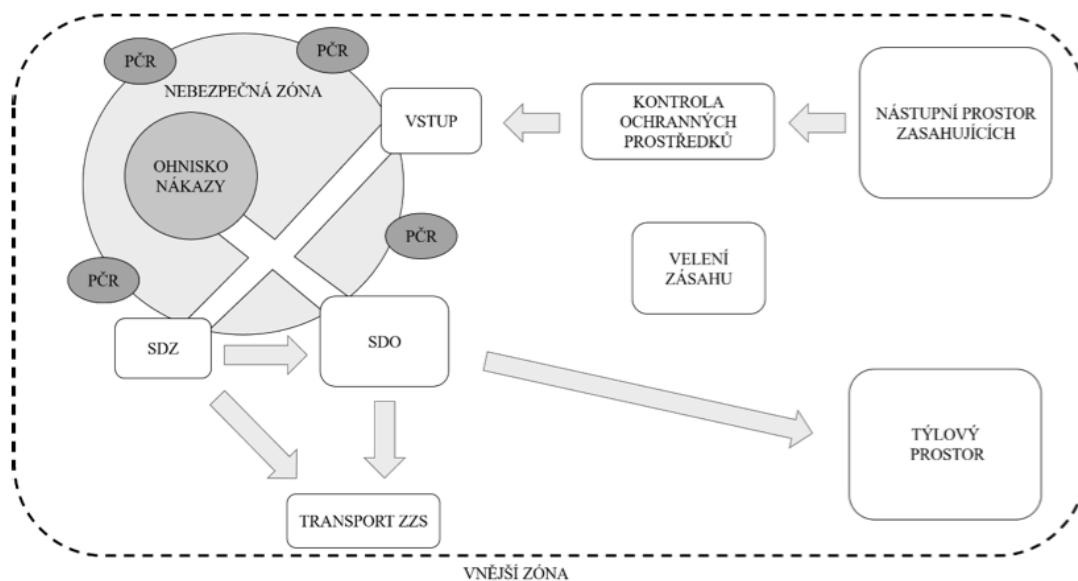 PČR
PČR
NEBEZPEČNÁ ZÓNA
VSTUP
KONTROLA
OCHRANNÝCH
PROSTŘEDKŮ
NÁSTUPNÍ PROSTOR
ZASAHUJÍCÍCH
OHNISKO
NÁKAZY
PČR
PČR
VELENÍ
ZÁSAHU
SDZ
SDO
TÝLOVÝ
PROSTOR
TRANSPORT ZZS
VNĚJŠÍ ZÓNA